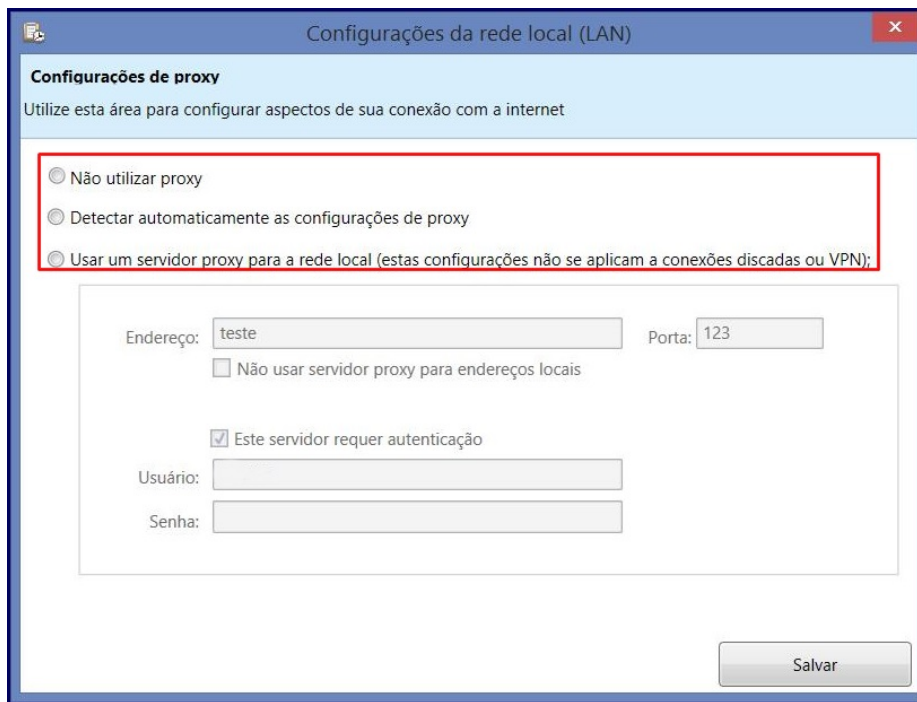 Configurações da rede local (LAN)
Configurações de proxy
Utilize esta área para configurar aspectos de sua conexão com a internet
Não utilizar proxy
Detectar automaticamente as configurações de proxy
Usar um servidor proxy para a rede local (estas configurações não se aplicam a conexões discadas ou VPN);
Endereço: teste Porta: 123
Não usar servidor proxy para endereços locais
Este servidor requer autenticação
Usuário:
Senha:
Salvar